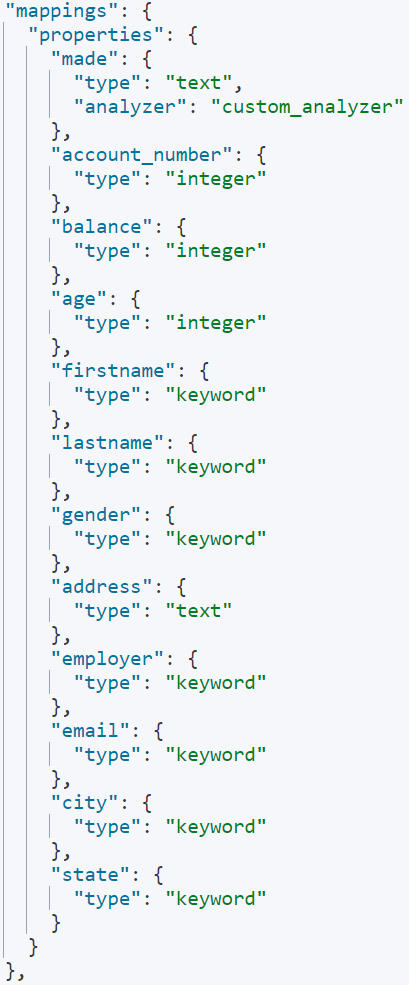 "mappings": {
"properties": {
"made": {
"type": "text",
"analyzer": "custom_analyzer"
},
"account_number": {
"type": "integer"
},
"balance": {
"type": "integer"
},
"age": {
"type": "integer"
},
"firstname": {
"type": "keyword"
},
"lastname": {
"type": "keyword"
},
"gender": {
"type": "keyword"
},
"address": {
"type": "text"
},
"employer": {
"type": "keyword"
},
"email": {
"type": "keyword"
},
"city": {
"type": "keyword"
},
"state": {
"type": "keyword"
}
}
},